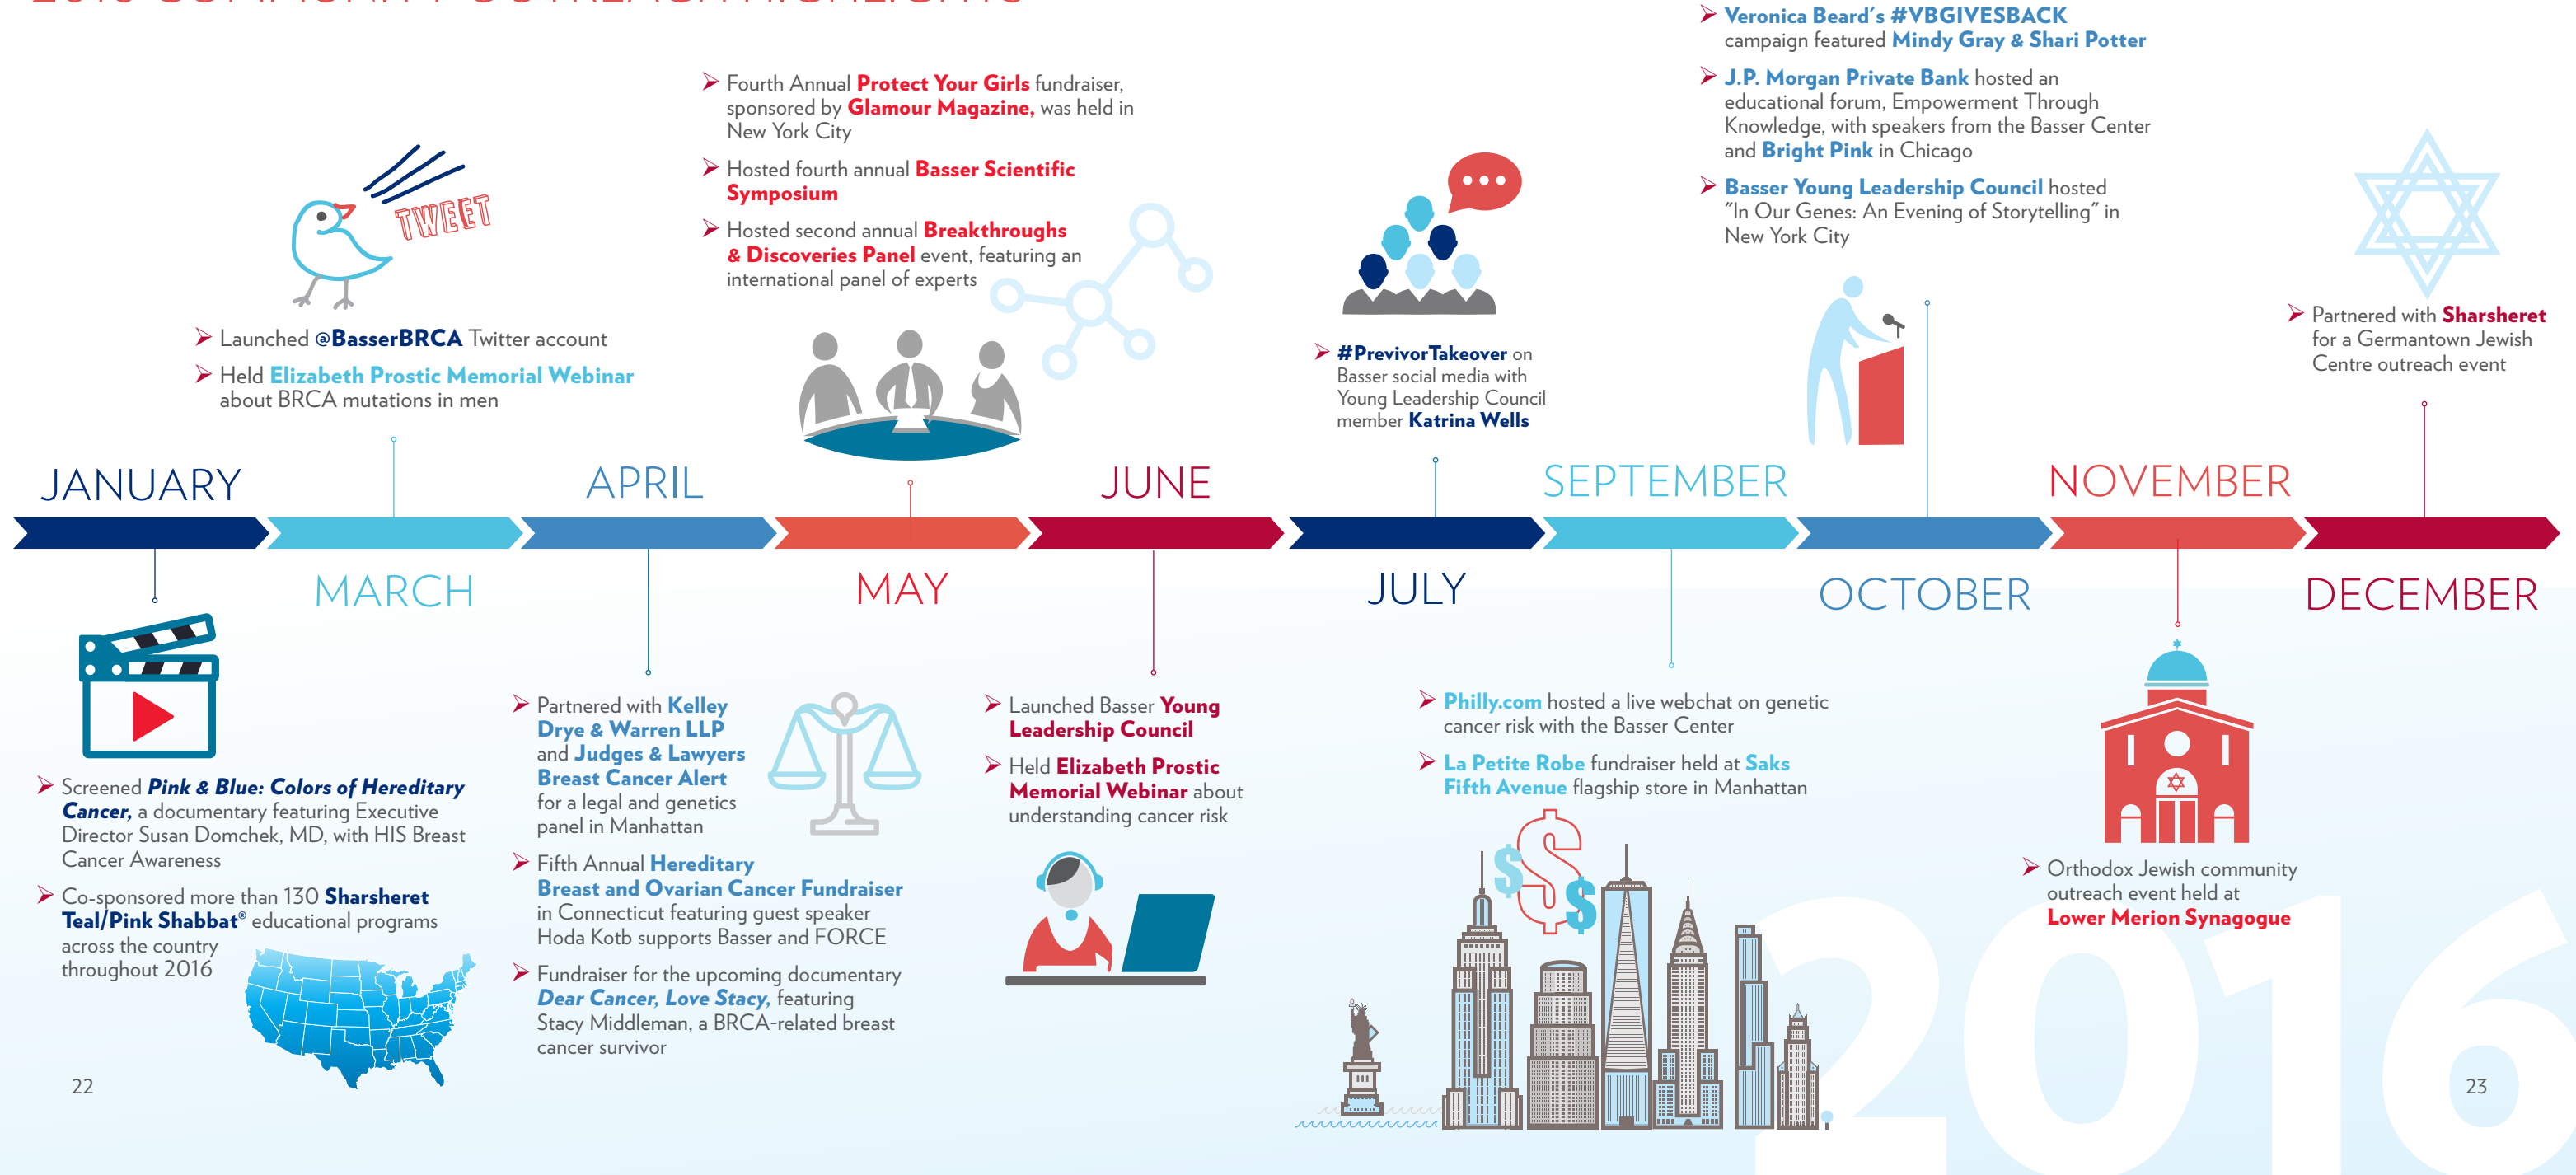 2016 COMMUNITY OUTREACH HIGHLIGHTS
TWEET
➢ Launched @BasserBRCA Twitter account
➢ Held Elizabeth Prostic Memorial Webinar
about BRCA mutations in men
➢ Fourth Annual Protect Your Girls fundraiser,
sponsored by Glamour Magazine, was held in
New York City
➢ Hosted fourth annual Basser Scientific
Symposium
➢ Hosted second annual Breakthroughs
& Discoveries Panel event, featuring an
international panel of experts
➢ #PrevivorTakeover on
Basser social media with
Young Leadership Council
member Katrina Wells
➢ Veronica Beard's #VBGIVESBACK
campaign featured Mindy Gray & Shari Potter
➢ J.P. Morgan Private Bank hosted an
educational forum, Empowerment Through
Knowledge, with speakers from the Basser Center
and Bright Pink in Chicago
➢ Basser Young Leadership Council hosted
"In Our Genes: An Evening of Storytelling" in
New York City
➢ Partnered with Sharsheret
for a Germantown Jewish
Centre outreach event
JANUARY
MARCH
APRIL
MAY
JUNE
JULY
SEPTEMBER
OCTOBER
NOVEMBER
DECEMBER
➢ Screened Pink & Blue: Colors of Hereditary
Cancer, a documentary featuring Executive
Director Susan Domchek, MD, with HIS Breast
Cancer Awareness
➢ Co-sponsored more than 130 Sharsheret
Teal/Pink Shabbat® educational programs
across the country
throughout 2016
➢ Partnered with Kelley
Drye & Warren LLP
and Judges & Lawyers
Breast Cancer Alert
for a legal and genetics
panel in Manhattan
➢ Fifth Annual Hereditary
Breast and Ovarian Cancer Fundraiser
in Connecticut featuring guest speaker
Hoda Kotb supports Basser and FORCE
➢ Fundraiser for the upcoming documentary
Dear Cancer, Love Stacy, featuring
Stacy Middleman, a BRCA-related breast
cancer survivor
➢ Launched Basser Young
Leadership Council
➢ Held Elizabeth Prostic
Memorial Webinar about
understanding cancer risk
➢ Philly.com hosted a live webchat on genetic
cancer risk with the Basser Center
➢ La Petite Robe fundraiser held at Saks
Fifth Avenue flagship store in Manhattan
➢ Orthodox Jewish community
outreach event held at
Lower Merion Synagogue
2016
22
23